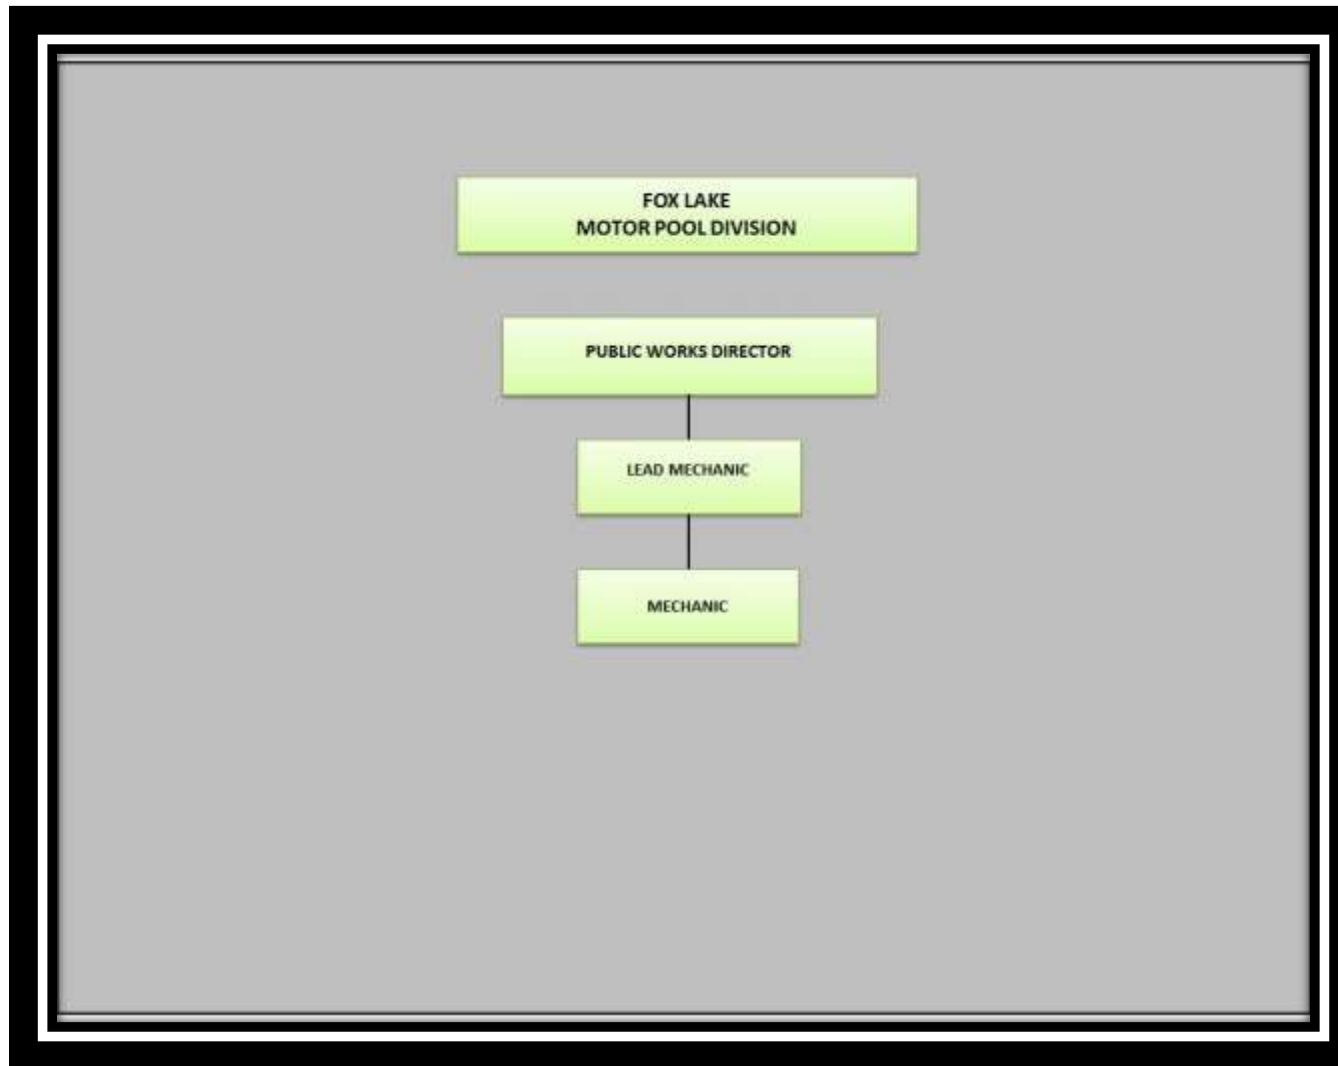 FOX LAKE
MOTOR POOL DIVISION
PUBLIC WORKS DIRECTOR
LEAD MECHANIC
MECHANIC